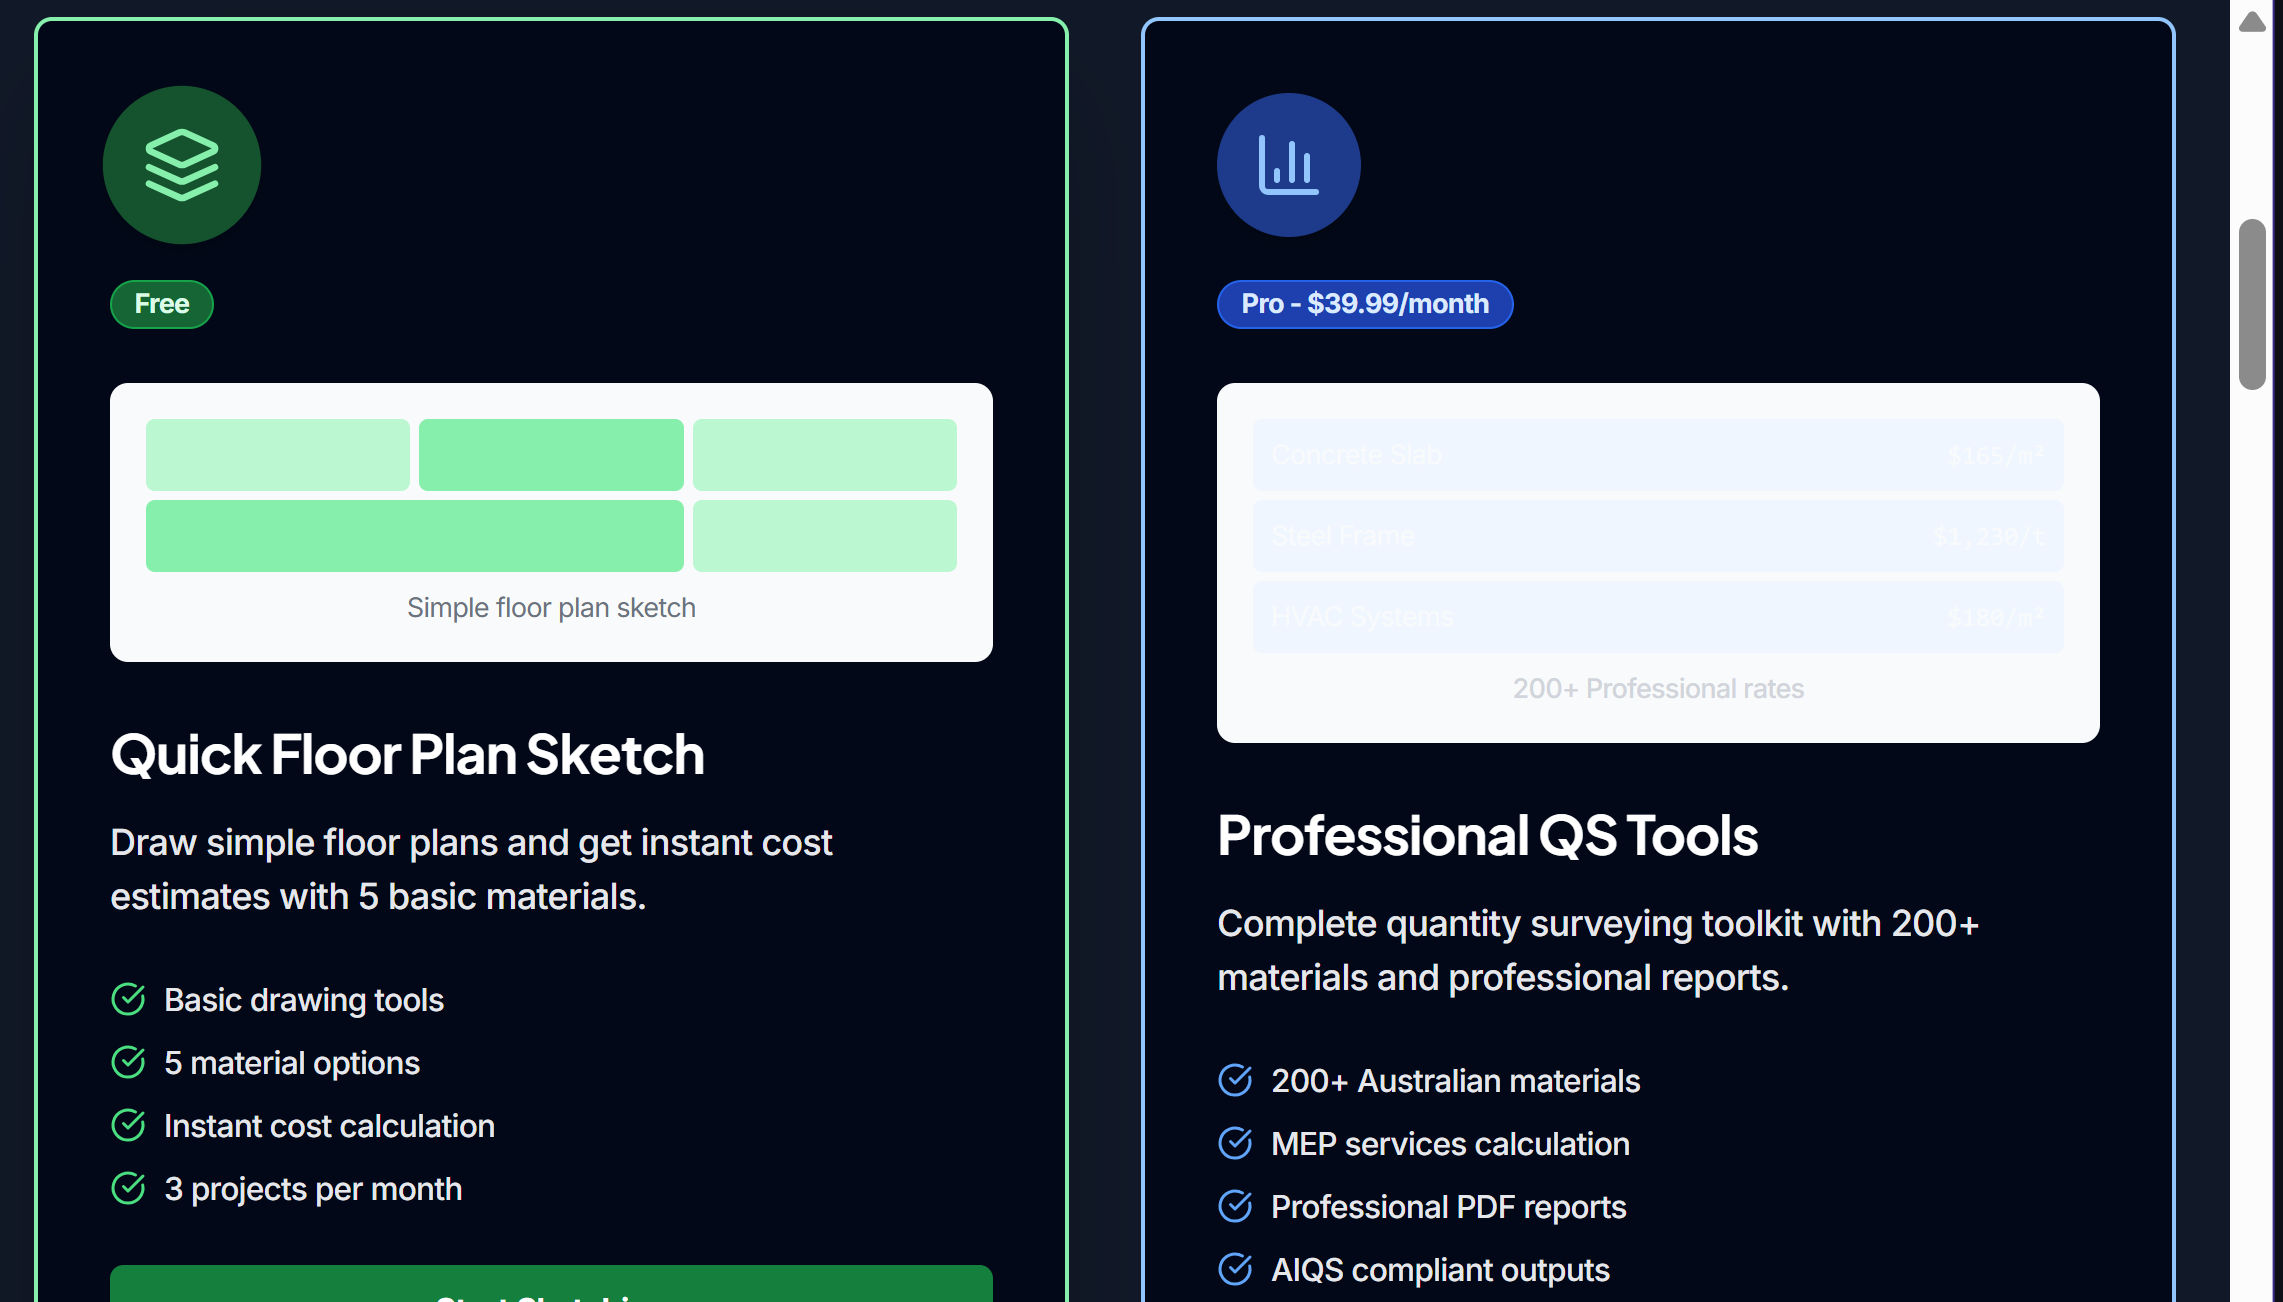 Free
Simple floor plan sketch
Quick Floor Plan Sketch
Draw simple floor plans and get instant cost
estimates with 5 basic materials.
Basic drawing tools
5 material options
Instant cost calculation
3 projects per month
Pro - $39.99/month
Concrete Slab $165/m²
Steel Frame $1,230/t
HVAC Systems $180/m²
200+ Professional rates
Professional QS Tools
Complete quantity surveying toolkit with 200+
materials and professional reports.
200+ Australian materials
MEP services calculation
Professional PDF reports
AIQS compliant outputs